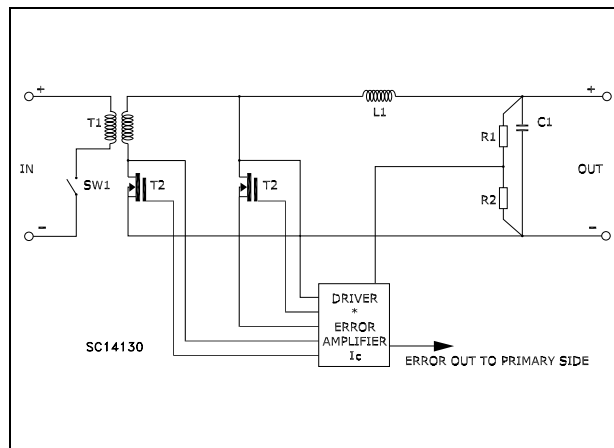 +
+
T1
L1
R1
C1
IN
OUT
SW1
T2
T2
R2
-
-
DRIVER
*
ERROR
AMPLIFIER
Ic
SC14130
ERROR OUT TO PRIMARY SIDE